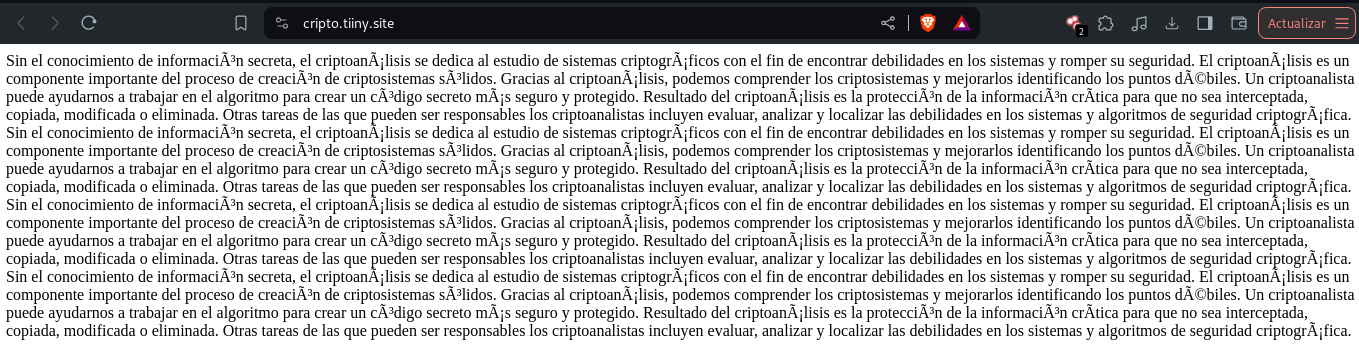 cripto.tiiny.site
2
Actualizar
Sin el conocimiento de informaciÃ³n secreta, el criptoanÃ¡lisis se dedica al estudio de sistemas criptogrÃ¡ficos con el fin de encontrar debilidades en los sistemas y romper su seguridad. El criptoanÃ¡lisis es un
componente importante del proceso de creaciÃ³n de criptosistemas sÃ³lidos. Gracias al criptoanÃ¡lisis, podemos comprender los criptosistemas y mejorarlos identificando los puntos dÃ©biles. Un criptoanalista
puede ayudarnos a trabajar en el algoritmo para crear un cÃ³digo secreto mÃ¡s seguro y protegido. Resultado del criptoanÃ¡lisis es la protecciÃ³n de la informaciÃ³n crÃtica para que no sea interceptada,
copiada, modificada o eliminada. Otras tareas de las que pueden ser responsables los criptoanalistas incluyen evaluar, analizar y localizar las debilidades en los sistemas y algoritmos de seguridad criptogrÃ¡fica.
Sin el conocimiento de informaciÃ³n secreta, el criptoanÃ¡lisis se dedica al estudio de sistemas criptogrÃ¡ficos con el fin de encontrar debilidades en los sistemas y romper su seguridad. El criptoanÃ¡lisis es un
componente importante del proceso de creaciÃ³n de criptosistemas sÃ³lidos. Gracias al criptoanÃ¡lisis, podemos comprender los criptosistemas y mejorarlos identificando los puntos dÃ©biles. Un criptoanalista
puede ayudarnos a trabajar en el algoritmo para crear un cÃ³digo secreto mÃ¡s seguro y protegido. Resultado del criptoanÃ¡lisis es la protecciÃ³n de la informaciÃ³n crÃtica para que no sea interceptada,
copiada, modificada o eliminada. Otras tareas de las que pueden ser responsables los criptoanalistas incluyen evaluar, analizar y localizar las debilidades en los sistemas y algoritmos de seguridad criptogrÃ¡fica.
Sin el conocimiento de informaciÃ³n secreta, el criptoanÃ¡lisis se dedica al estudio de sistemas criptogrÃ¡ficos con el fin de encontrar debilidades en los sistemas y romper su seguridad. El criptoanÃ¡lisis es un
componente importante del proceso de creaciÃ³n de criptosistemas sÃ³lidos. Gracias al criptoanÃ¡lisis, podemos comprender los criptosistemas y mejorarlos identificando los puntos dÃ©biles. Un criptoanalista
puede ayudarnos a trabajar en el algoritmo para crear un cÃ³digo secreto mÃ¡s seguro y protegido. Resultado del criptoanÃ¡lisis es la protecciÃ³n de la informaciÃ³n crÃtica para que no sea interceptada,
copiada, modificada o eliminada. Otras tareas de las que pueden ser responsables los criptoanalistas incluyen evaluar, analizar y localizar las debilidades en los sistemas y algoritmos de seguridad criptogrÃ¡fica.
Sin el conocimiento de informaciÃ³n secreta, el criptoanÃ¡lisis se dedica al estudio de sistemas criptogrÃ¡ficos con el fin de encontrar debilidades en los sistemas y romper su seguridad. El criptoanÃ¡lisis es un
componente importante del proceso de creaciÃ³n de criptosistemas sÃ³lidos. Gracias al criptoanÃ¡lisis, podemos comprender los criptosistemas y mejorarlos identificando los puntos dÃ©biles. Un criptoanalista
puede ayudarnos a trabajar en el algoritmo para crear un cÃ³digo secreto mÃ¡s seguro y protegido. Resultado del criptoanÃ¡lisis es la protecciÃ³n de la informaciÃ³n crÃtica para que no sea interceptada,
copiada, modificada o eliminada. Otras tareas de las que pueden ser responsables los criptoanalistas incluyen evaluar, analizar y localizar las debilidades en los sistemas y algoritmos de seguridad criptogrÃ¡fica.